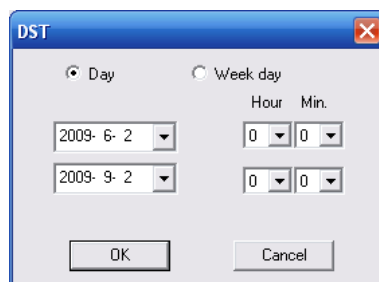 DST
Day Week day
Hour Min.
2009- 6- 2 0 0
2009- 9- 2 0 0
OK Cancel